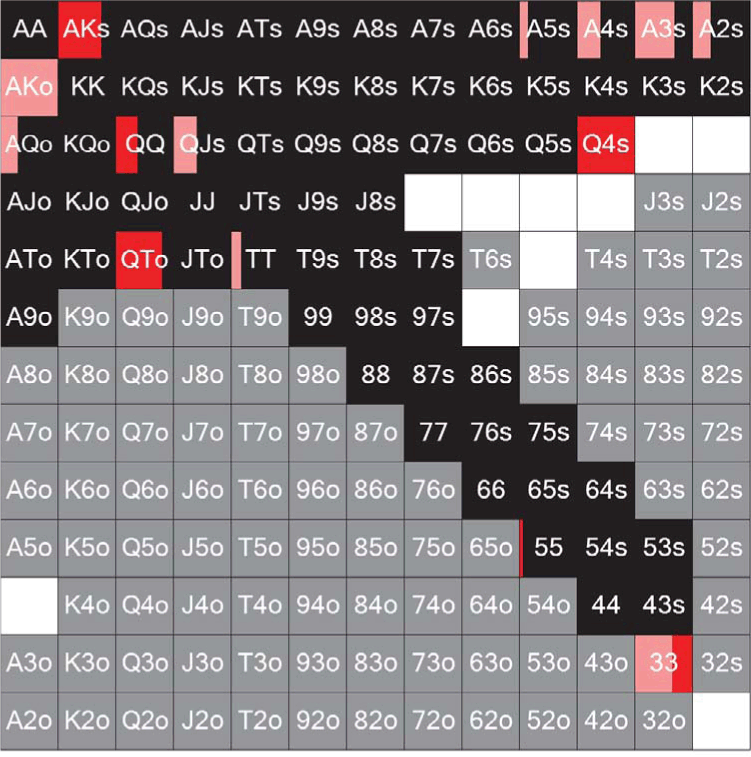 AA AKs AQs AJs ATs A9s A8s A7s A6s A5s A4s A3s A2s
AKo KK KQs KJs KTs K9s K8s K7s K6s K5s K4s K3s K2s
AQo KQo QQ QJs QTs Q9s Q8s Q7s Q6s Q5s Q4s
AJo KJo QJo JJ JTs J9s J8s J3s J2s
ATo KTo QTo JTo TT T9s T8s T7s T6s T4s T3s T2s
A9o K9o Q9o J9o T9o 99 98s 97s 95s 94s 93s 92s
A8o K8o Q8o J8o T8o 98o 88 87s 86s 85s 84s 83s 82s
A7o K7o Q7o J7o T7o 97o 87o 77 76s 75s 74s 73s 72s
A6o K6o Q6o J6o T6o 96o 86o 76o 66 65s 64s 63s 62s
A5o K5o Q5o J5o T5o 95o 85o 75o 65o 55 54s 53s 52s
K4o Q4o J4o T4o 94o 84o 74o 64o 54o 44 43s 42s
A3o K3o Q3o J3o T3o 93o 83o 73o 63o 53o 43o 33 32s
A2o K2o Q2o J2o T2o 92o 82o 72o 62o 52o 42o 32o